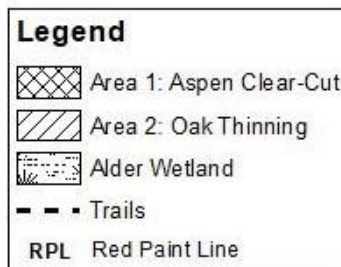 Legend
Area 1: Aspen Clear-Cut
Area 2: Oak Thinning
Alder Wetland
Trails
RPL Red Paint Line